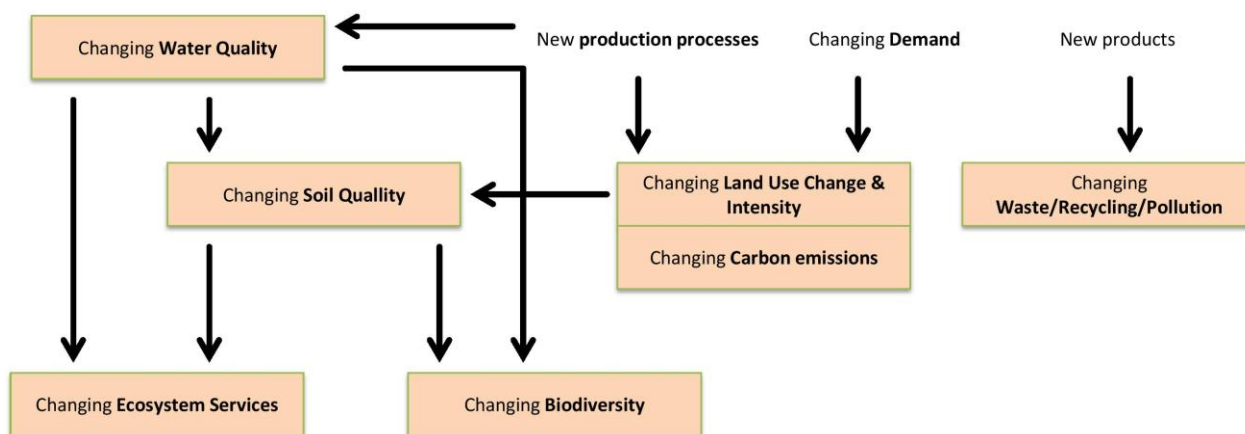 Changing Water Quality
New production processes
Changing Demand
New products
Changing Soil Quallity
Changing Land Use Change &
Intensity
Changing
Waste/Recycling/Pollution
Changing Carbon emissions
Changing Ecosystem Services
Changing Biodiversity